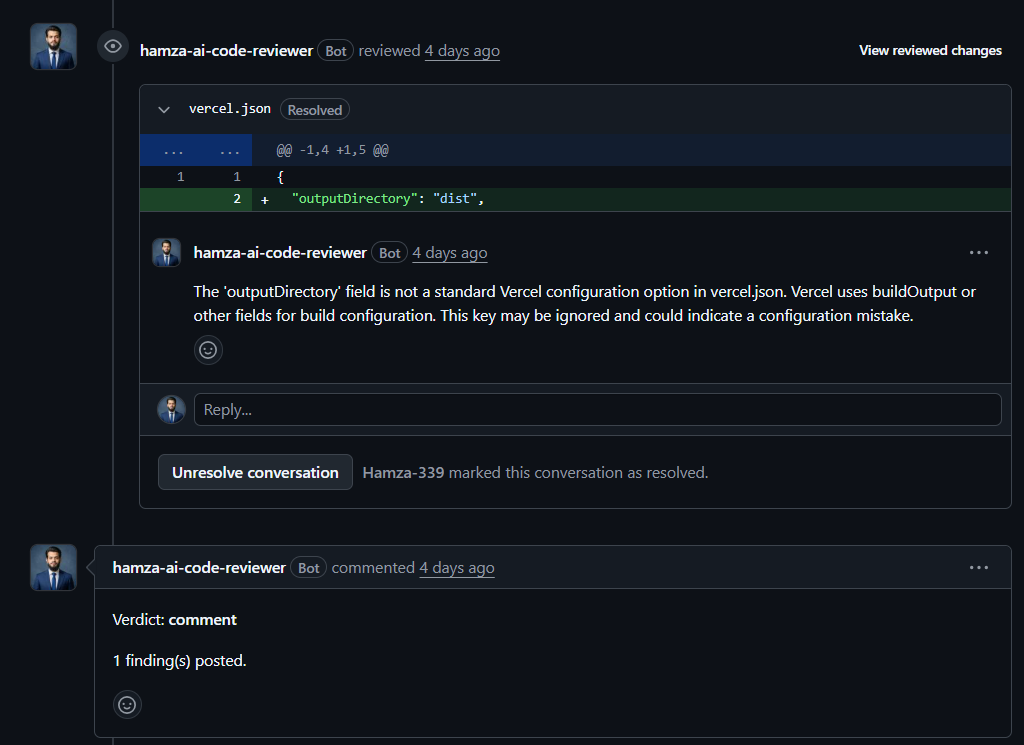 hamza-ai-code-reviewer Bot reviewed 4 days ago View reviewed changes
vercel.json Resolved
... ... @@ -1,4 +1,5 @@
1 1 {
2 + "outputDirectory": "dist",
hamza-ai-code-reviewer Bot 4 days ago ...
The 'outputDirectory' field is not a standard Vercel configuration option in vercel.json. Vercel uses buildOutput or
other fields for build configuration. This key may be ignored and could indicate a configuration mistake.
Reply...
Unresolve conversation Hamza-339 marked this conversation as resolved.
hamza-ai-code-reviewer Bot commented 4 days ago ...
Verdict: comment
1 finding(s) posted.